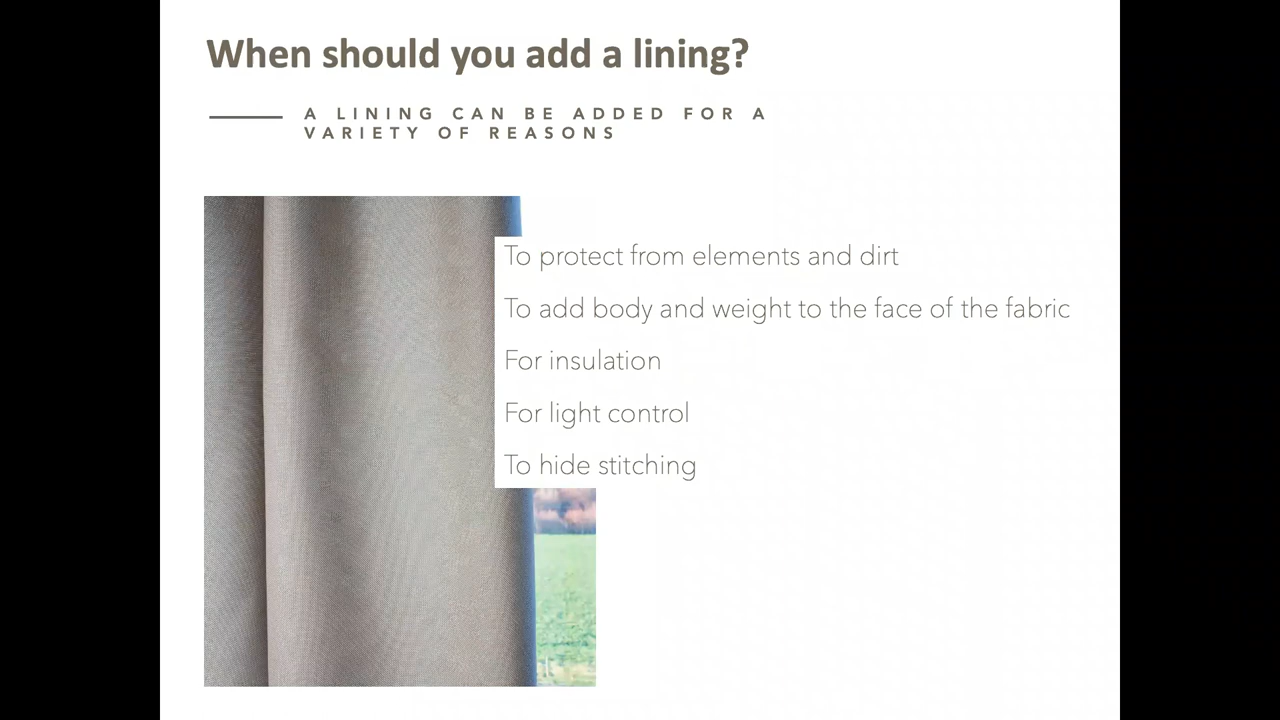 When should you add a lining?
A LINING CAN BE ADDED FOR A
VARIETY OF REASONS
To protect from elements and dirt
To add body and weight to the face of the fabric
For insulation
For light control
To hide stitching